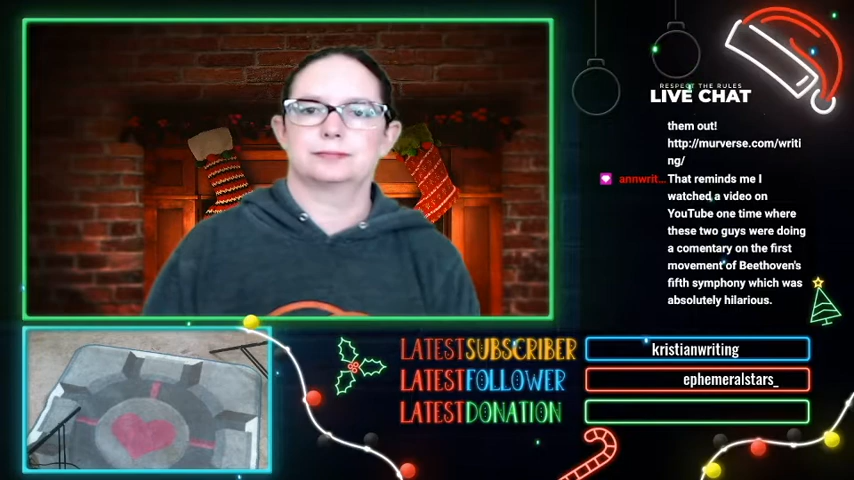 RESPECT THE RULES
LIVE CHAT
them out!
http://murverse.com/writi
ng/
annwrit... That reminds me I
watched a video on
YouTube one time where
these two guys were doing
a comentary on the first
movement of Beethoven's
fifth symphony which was
absolutely hilarious.
LATEST SUBSCRIBER kristianwriting
LATEST FOLLOWER ephemeralstars_
LATEST DONATION